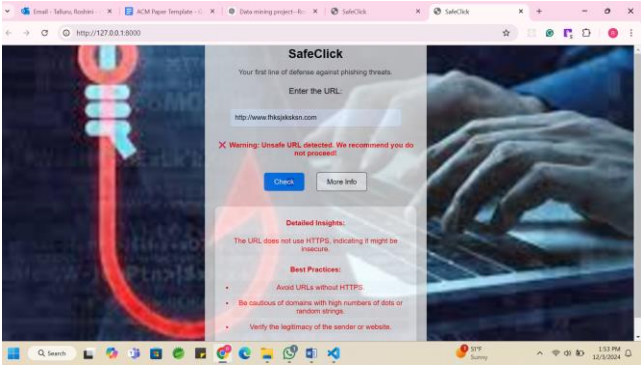 Email - Talluru, Roshini -
ACM Paper Template -
Data mining project--Ro
SafeClick
SafeClick
http://127.0.0.1:8000
SafeClick
Your first line of defense against phishing threats.
Enter the URL:
❌ Warning: Unsafe URL detected. We recommend you do
not proceed!
Check
More Info
Detailed Insights:
The URL does not use HTTPS, indicating it might be
insecure.
Best Practices:
• Avoid URLs without HTTPS.
• Be cautious of domains with high numbers of dots or
random strings.
• Verify the legitimacy of the sender or website.
Search
51°F
Sunny
1:53 PM
12/3/2024